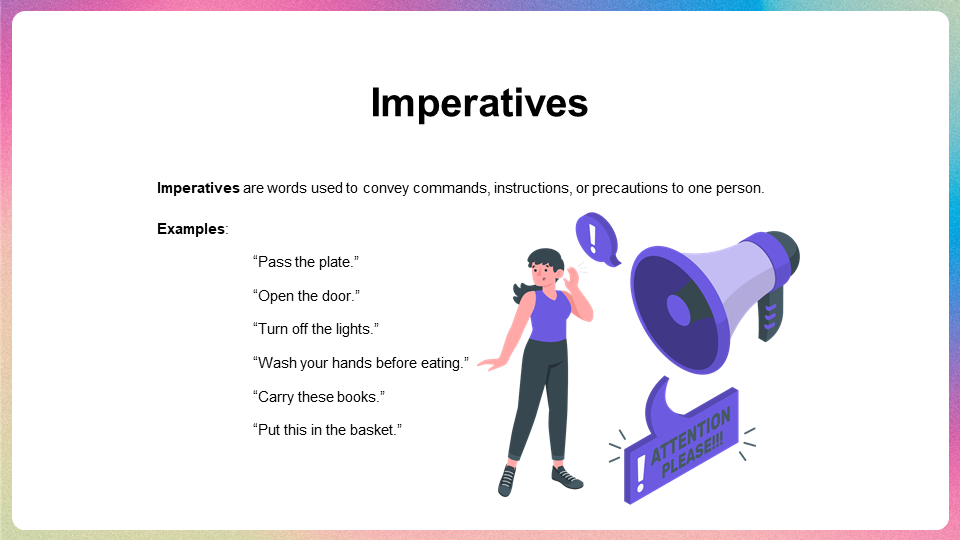 Imperatives
Imperatives are words used to convey commands, instructions, or precautions to one person.
Examples:
“Pass the plate.”
“Open the door.”
“Turn off the lights.”
“Wash your hands before eating.”
“Carry these books.”
“Put this in the basket.”
!
! ATTENTION
PLEASE!!!